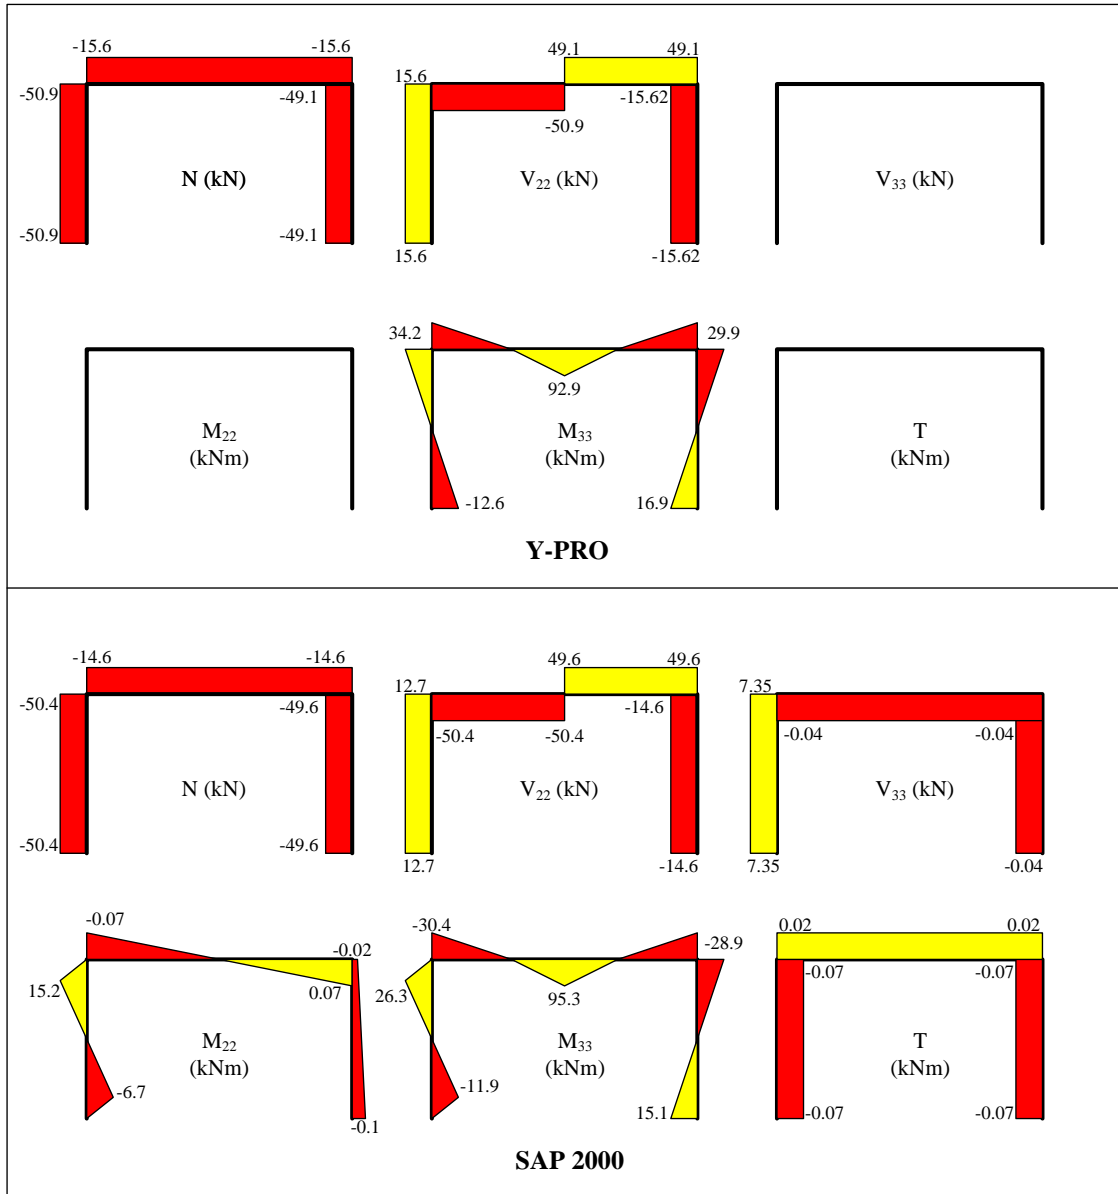 -15.6 -15.6
-50.9 -49.1
N (kN)
-50.9 -49.1
49.1 49.1
15.6 -15.62
-50.9
V22 (kN)
15.6 -15.62
V33 (kN)
M22
(kNm)
34.2 29.9
92.9
M33
(kNm)
-12.6 16.9
T
(kNm)
Y-PRO
-14.6 -14.6
-50.4 -49.6
N (kN)
-50.4 -49.6
49.6 49.6
12.7 -14.6
-50.4 -50.4
V22 (kN)
12.7 -14.6
7.35
-0.04 -0.04
V33 (kN)
7.35 -0.04
-0.07
-0.02
15.2 0.07
M22
(kNm)
-6.7
-0.1
-30.4 -28.9
26.3 95.3
M33
(kNm)
-11.9 15.1
0.02 0.02
-0.07 -0.07
T
(kNm)
-0.07 -0.07
SAP 2000